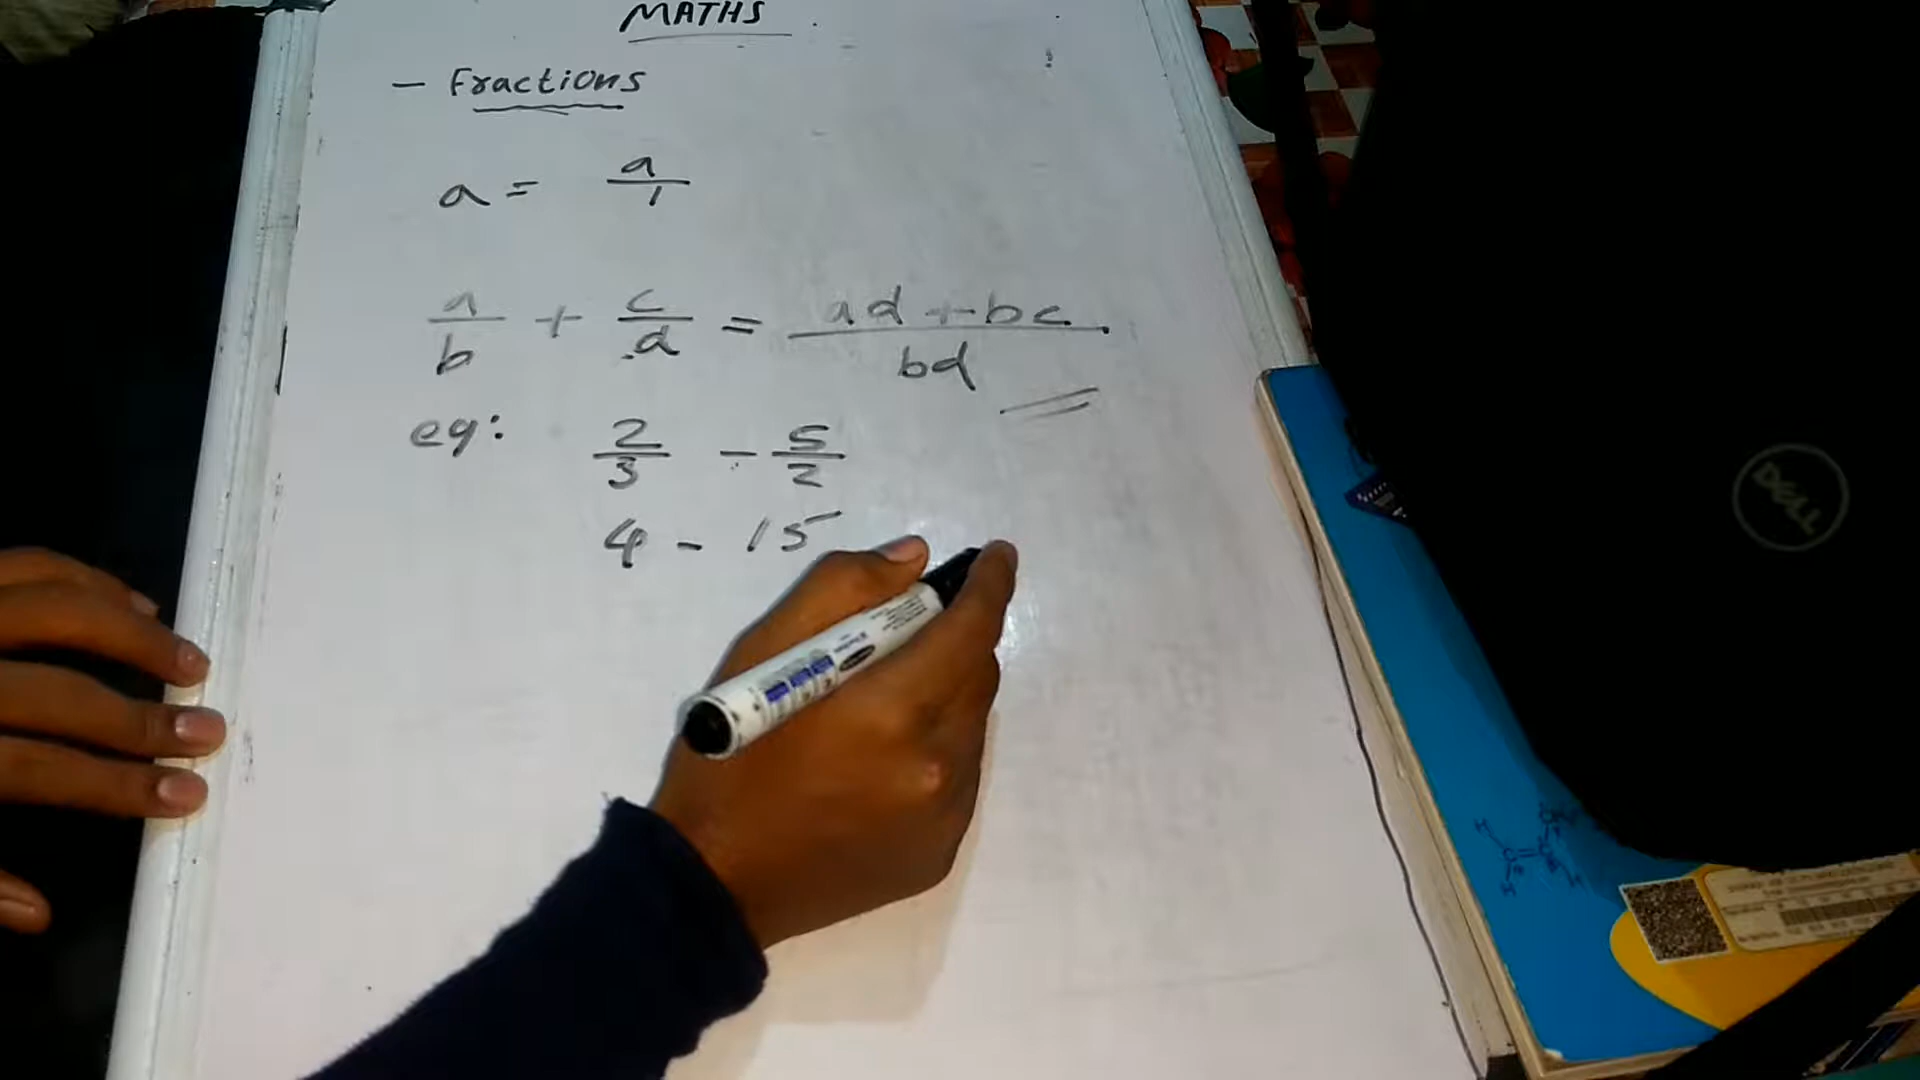 MATHS
- Fractions
a = a/1
a/b + c/d = ad + bc/bd
eg: 2/3 - 5/2
4 - 15
DELL